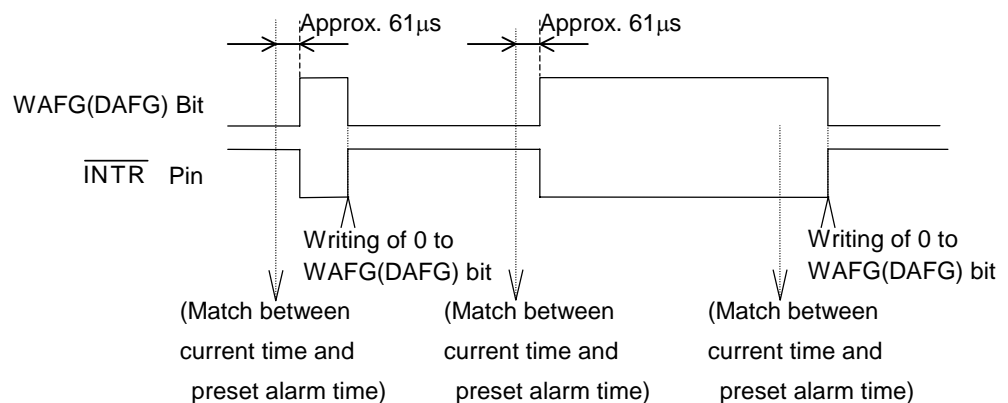 Approx. 61μs
Approx. 61μs
WAFG(DAFG) Bit
INTR Pin
Writing of 0 to
WAFG(DAFG) bit
Writing of 0 to
WAFG(DAFG) bit
(Match between
current time and
preset alarm time)
(Match between
current time and
preset alarm time)
(Match between
current time and
preset alarm time)